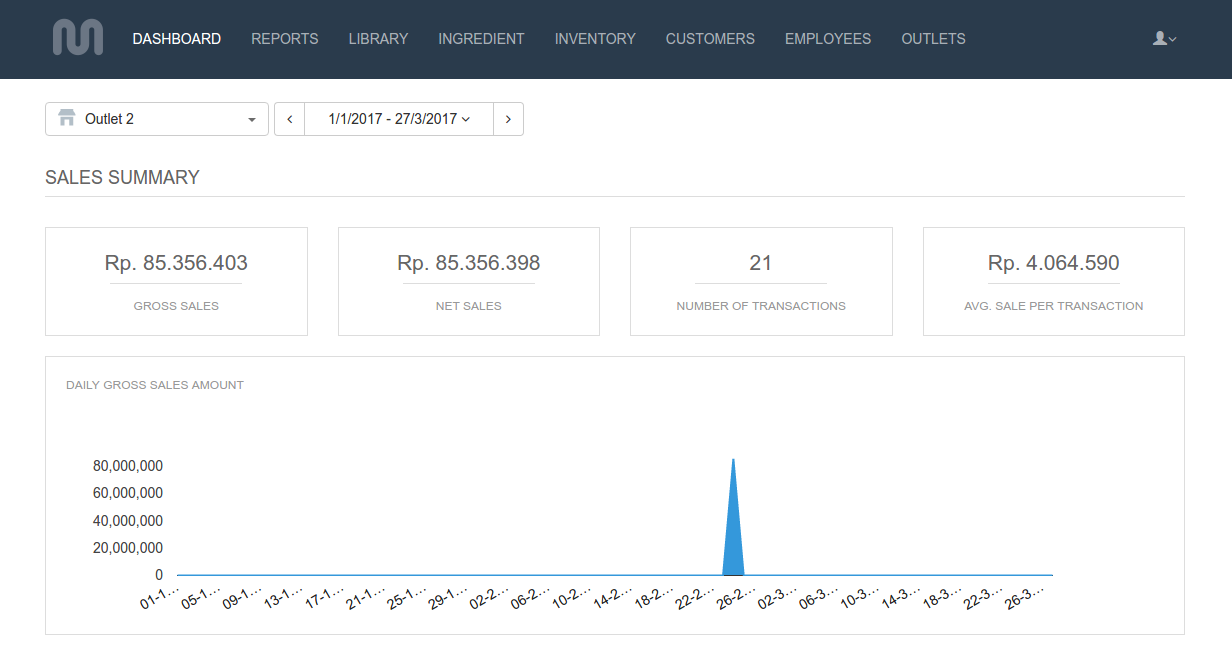 DASHBOARD REPORTS LIBRARY INGREDIENT INVENTORY CUSTOMERS EMPLOYEES OUTLETS
Outlet 2 1/1/2017 - 27/3/2017
SALES SUMMARY
Rp. 85.356.403 Rp. 85.356.398 21 Rp. 4.064.590
GROSS SALES NET SALES NUMBER OF TRANSACTIONS AVG. SALE PER TRANSACTION
DAILY GROSS SALES AMOUNT
80,000,000
60,000,000
40,000,000
20,000,000
0
01-1… 05-1… 09-1… 13-1… 17-1… 21-1… 25-1… 29-1… 02-2… 06-2… 10-2… 14-2… 18-2… 22-2… 26-2… 02-3… 06-3… 10-3… 14-3… 18-3… 22-3… 26-3…